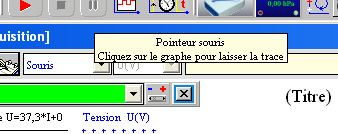 0,00 hPa
uisition]
Pointeur souris
Cliquez sur le graphe pour laisser la trace
Souris
U(V)
(Titre)
e U=37,3*I+0
Tension U(V)